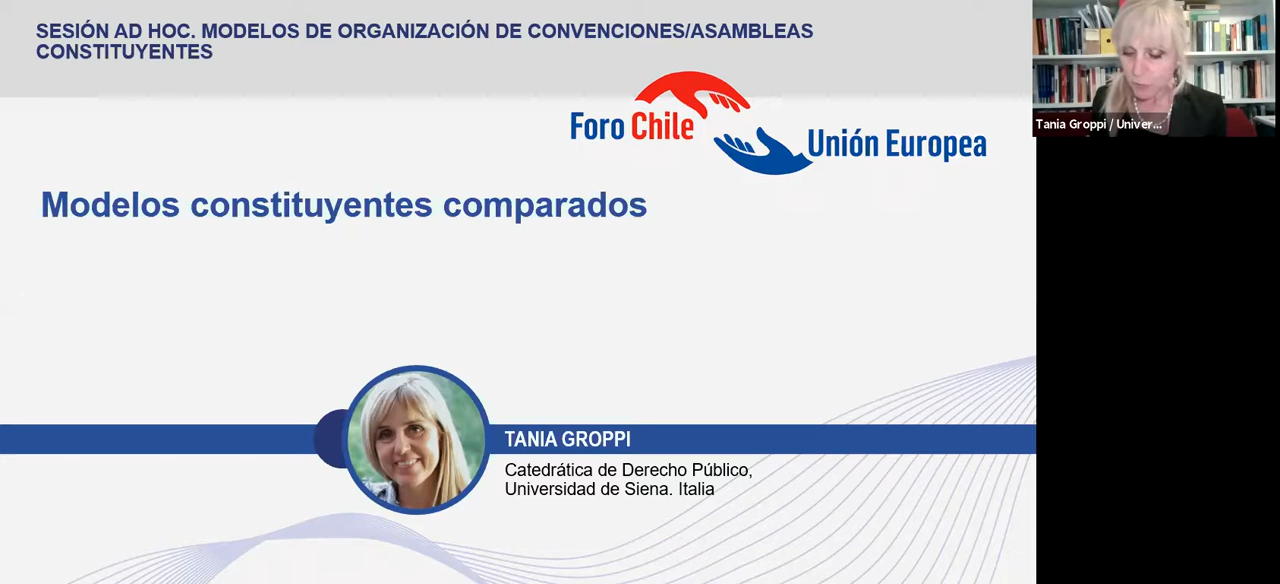 SESIÓN AD HOC. MODELOS DE ORGANIZACIÓN DE CONVENCIONES/ASAMBLEAS
CONSTITUYENTES
Foro Chile
Unión Europea
Tania Groppi / Univer...
Modelos constituyentes comparados
TANIA GROPPI
Catedrática de Derecho Público,
Universidad de Siena. Italia